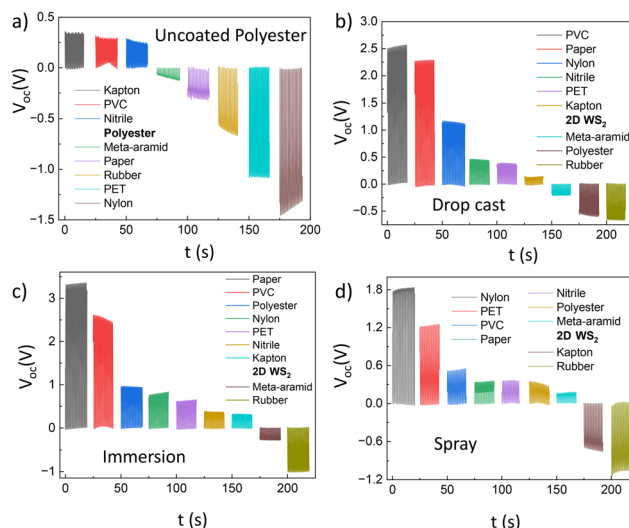 a)
Uncoated Polyester
0.5
0.0
−0.5
−1.0
−1.5
V_oc(V)
Kapton
PVC
Nitrile
Polyester
Meta-aramid
Paper
Rubber
PET
Nylon
0 50 100 150 200
t (s)
b)
3.0
2.5
2.0
1.5
1.0
0.5
0.0
−0.5
V_oc(V)
PVC
Paper
Nylon
Nitrile
PET
Kapton
2D WS₂
Meta-aramid
Polyester
Rubber
Drop cast
0 50 100 150 200
t (s)
c)
3
2
1
0
−1
V_oc(V)
Paper
PVC
Polyester
Nylon
PET
Nitrile
Kapton
2D WS₂
Meta-aramid
Rubber
Immersion
0 50 100 150 200
t (s)
d)
1.8
1.2
0.6
0.0
−0.6
−1.2
V_oc(V)
Nylon
PET
PVC
Paper
Nitrile
Polyester
Meta-aramid
2D WS₂
Kapton
Rubber
Spray
0 50 100 150 200
t (s)